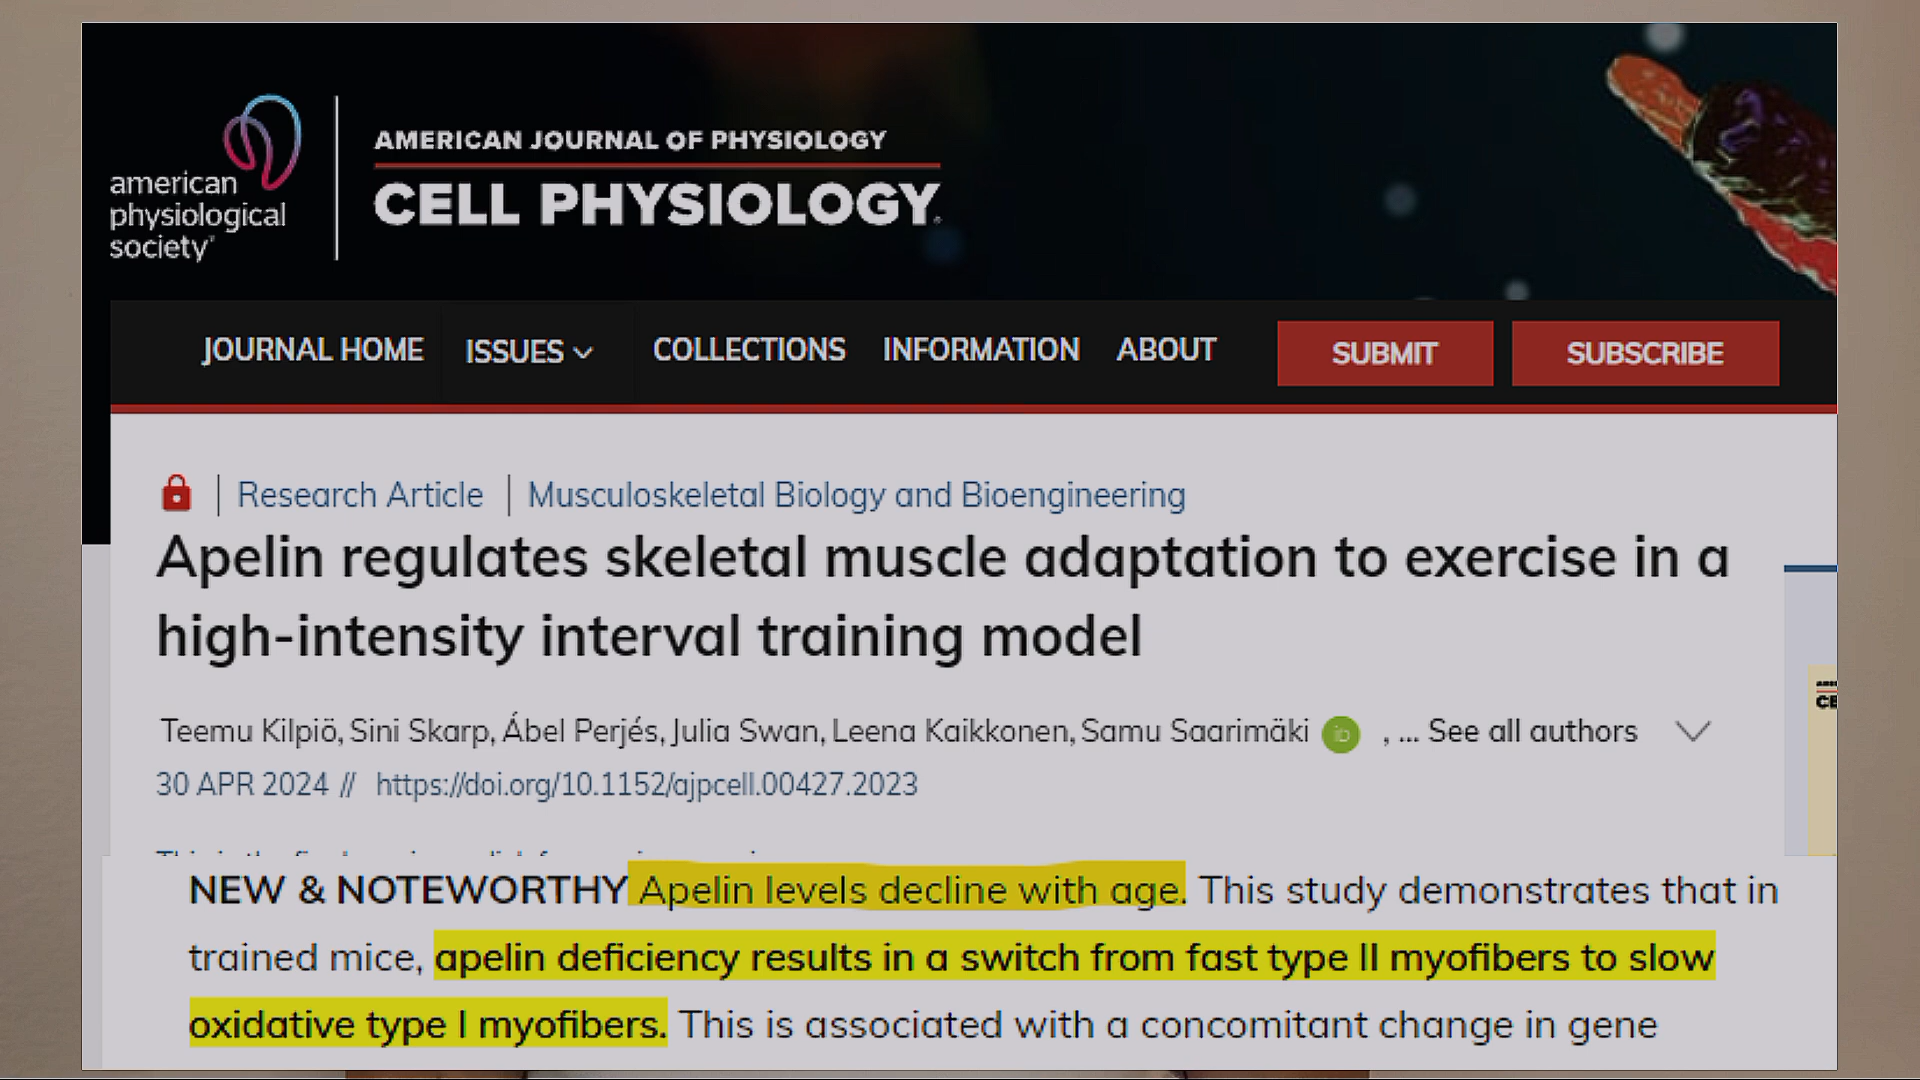 american
physiological
society
AMERICAN JOURNAL OF PHYSIOLOGY
CELL PHYSIOLOGY
JOURNAL HOME ISSUES COLLECTIONS INFORMATION ABOUT SUBMIT SUBSCRIBE
Research Article | Musculoskeletal Biology and Bioengineering
Apelin regulates skeletal muscle adaptation to exercise in a
high-intensity interval training model
Teemu Kilpiö, Sini Skarp, Ábel Perjés, Julia Swan, Leena Kaikkonen, Samu Saarimäki iD , ... See all authors
30 APR 2024 // https://doi.org/10.1152/ajpcell.00427.2023
NEW & NOTEWORTHY Apelin levels decline with age. This study demonstrates that in
trained mice, apelin deficiency results in a switch from fast type II myofibers to slow
oxidative type I myofibers. This is associated with a concomitant change in gene